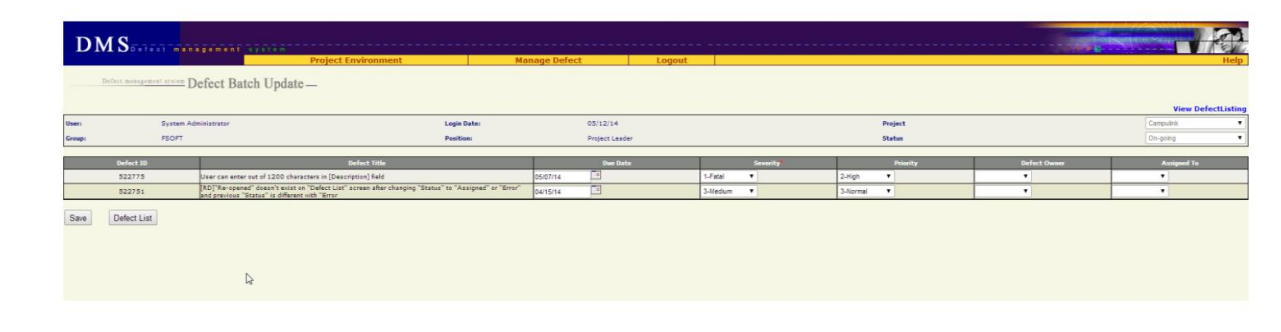 DMS Defect management system
Project Environment Manage Defect Logout Help
Defect management system Defect Batch Update
View DefectListing
User: System Administrator Login Date: 05/12/14 Project Campulink
Group: FSOFT Position: Project Leader Status On-going
Defect ID Defect Title Due Date Severity Priority Defect Owner Assigned To
522775 User can enter out of 1200 characters in [Description] field 05/07/14 1-Fatal 2-High
522751 [RD]"Re-opened" doesn't exist on "Defect List" screen after changing "Status" to "Assigned" or "Error" 04/15/14 3-Medium 3-Normal
and previous "Status" is different with "Error
Save Defect List